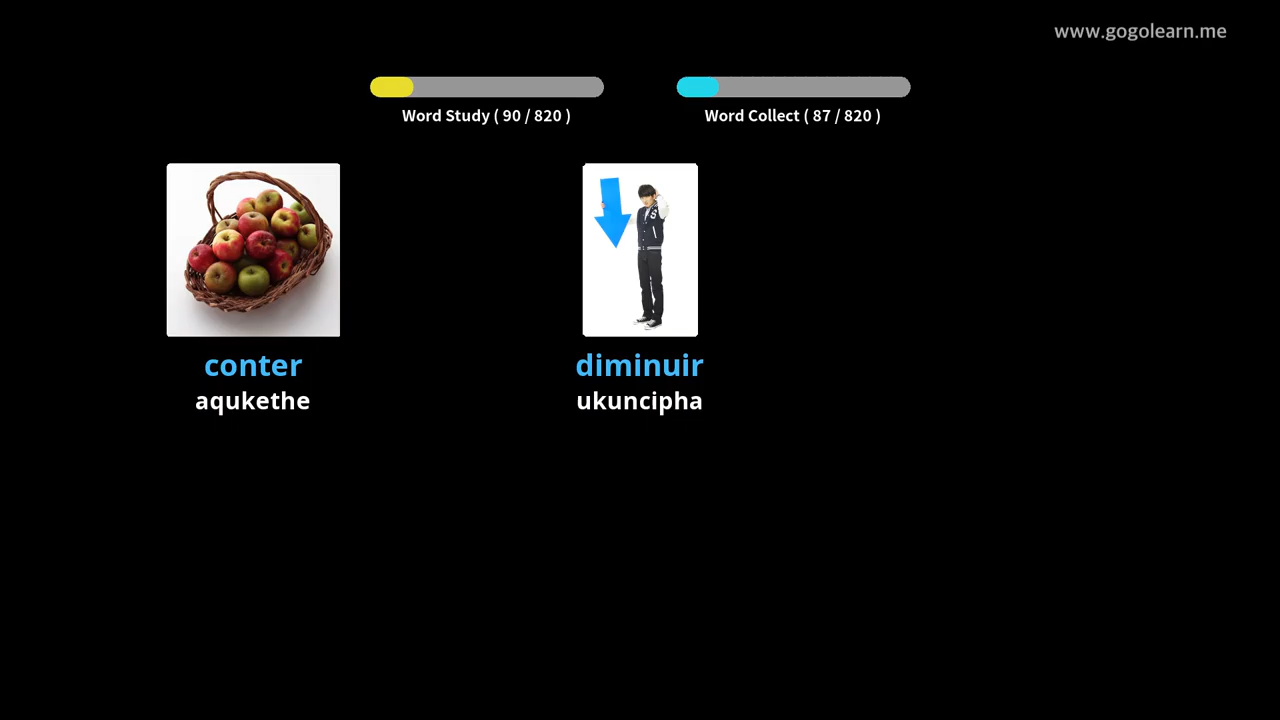 www.gogolearn.me
Word Study ( 90 / 820 )
Word Collect ( 87 / 820 )
S
conter
aqukethe
diminuir
ukuncipha